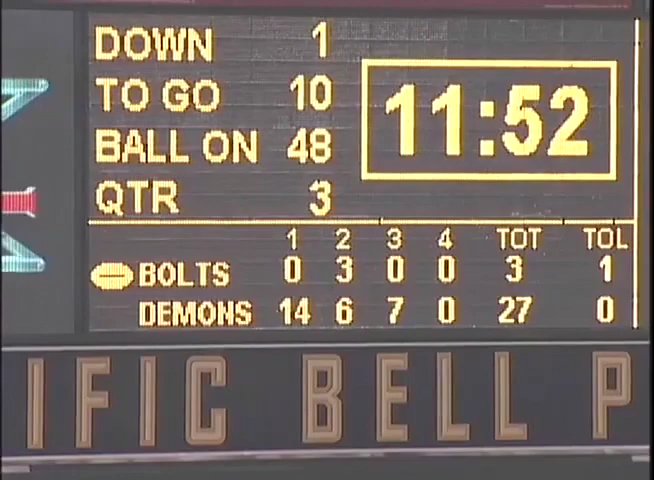 DOWN 1
TO GO 10
BALL ON 48
QTR 3
11:52
1 2 3 4 TOT TOL
BOLTS 0 3 0 0 3 1
DEMONS 14 6 7 0 27 0
IFIC BELL P